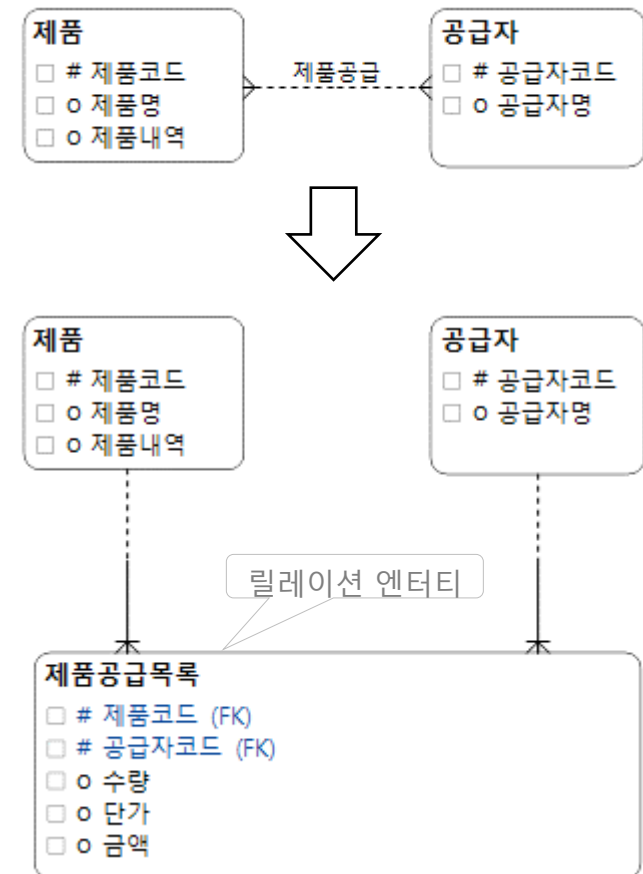 제품
# 제품코드
o 제품명
o 제품내역
제품공급
공급자
# 공급자코드
o 공급자명
제품
# 제품코드
o 제품명
o 제품내역
공급자
# 공급자코드
o 공급자명
릴레이션 엔터티
제품공급목록
# 제품코드 (FK)
# 공급자코드 (FK)
o 수량
o 단가
o 금액